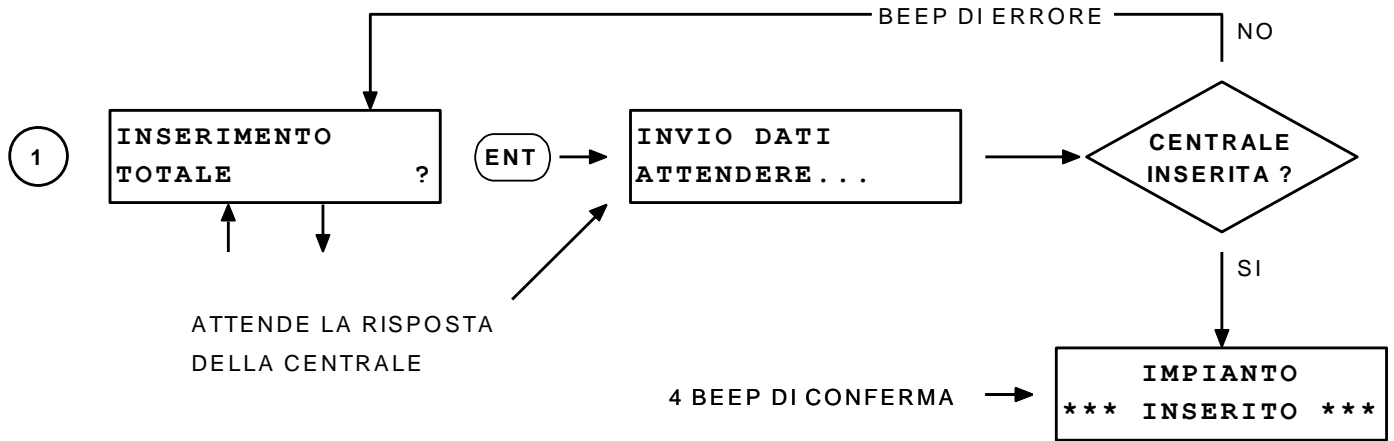 BEEP DI ERRORE
NO
1
INSERIMENTO
TOTALE ?
ENT
INVIO DATI
ATTENDERE...
CENTRALE
INSERITA ?
SI
ATTENDE LA RISPOSTA
DELLA CENTRALE
4 BEEP DI CONFERMA
IMPIANTO
*** INSERITO ***